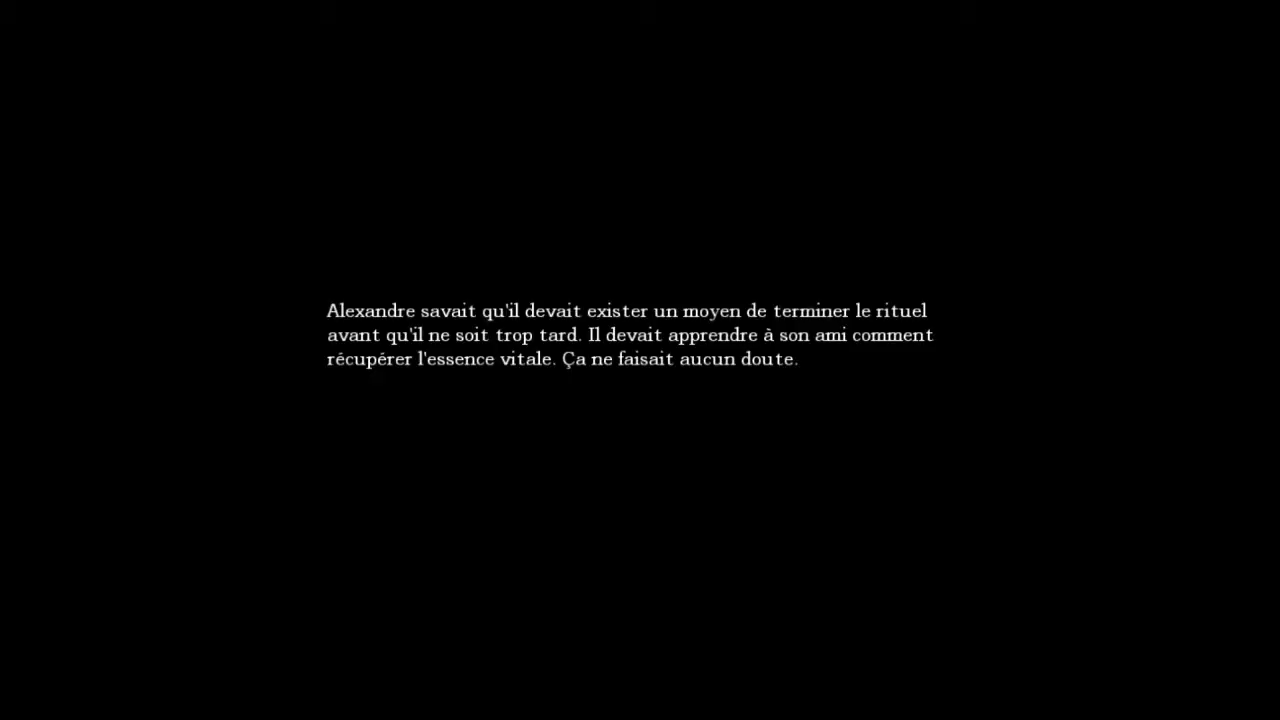 Alexandre savait qu'il devait exister un moyen de terminer le rituel
avant qu'il ne soit trop tard. Il devait apprendre à son ami comment
récupérer l'essence vitale. Ça ne faisait aucun doute.